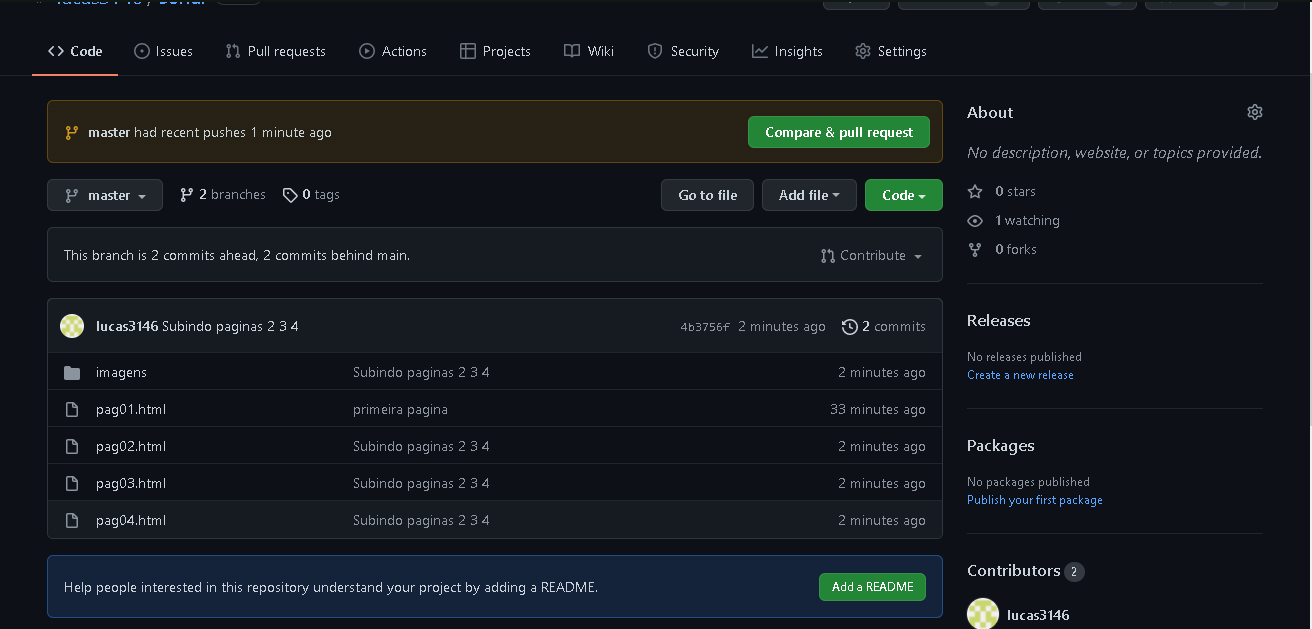 Code Issues Pull requests Actions Projects Wiki Security Insights Settings
master had recent pushes 1 minute ago
Compare & pull request
master 2 branches 0 tags
Go to file Add file Code
This branch is 2 commits ahead, 2 commits behind main.
Contribute
lucas3146 Subindo paginas 2 3 4 4b3756f 2 minutes ago 2 commits
imagens Subindo paginas 2 3 4 2 minutes ago
pag01.html primeira pagina 33 minutes ago
pag02.html Subindo paginas 2 3 4 2 minutes ago
pag03.html Subindo paginas 2 3 4 2 minutes ago
pag04.html Subindo paginas 2 3 4 2 minutes ago
Help people interested in this repository understand your project by adding a README.
Add a README
About
No description, website, or topics provided.
0 stars
1 watching
0 forks
Releases
No releases published
Create a new release
Packages
No packages published
Publish your first package
Contributors 2
lucas3146